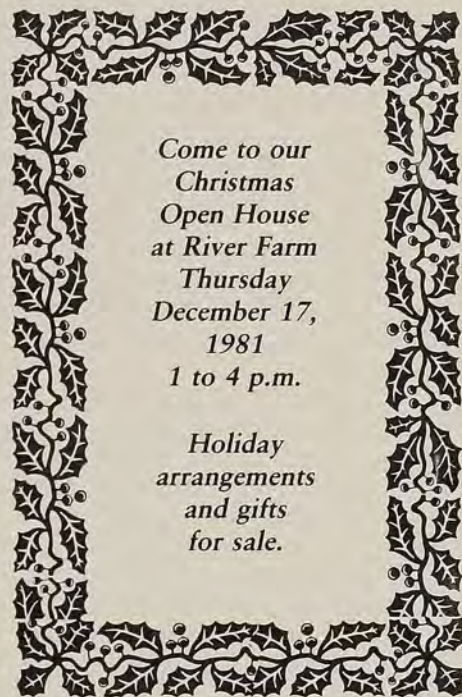 Come to our
Christmas
Open House
at River Farm
Thursday
December 17,
1981
1 to 4 p.m.
Holiday
arrangements
and gifts
for sale.